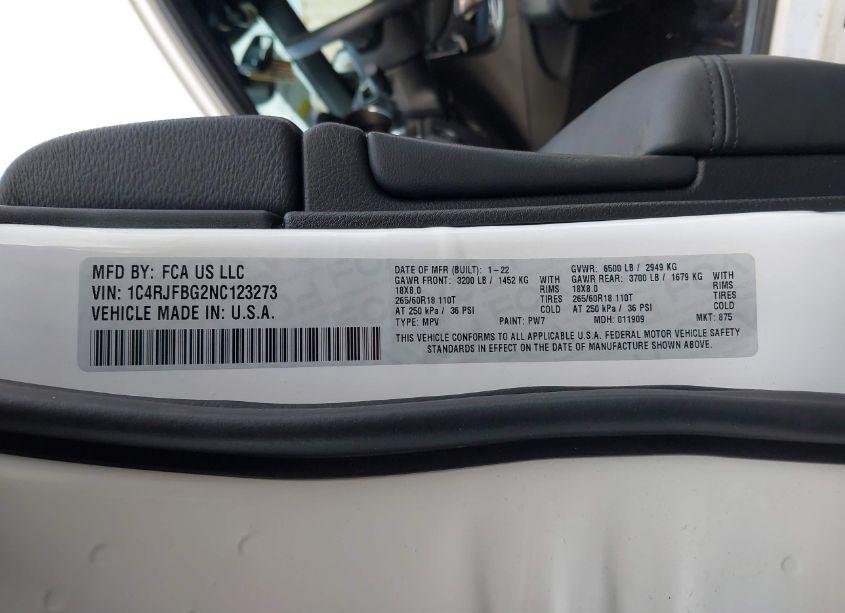 MFD BY: FCA US LLC
VIN: 1C4RJFBG2NC123273
VEHICLE MADE IN: U.S.A.
DATE OF MFR (BUILT): 1-22
GAWR FRONT: 3200 LB / 1452 KG WITH
18X8.0 RIMS
265/60R18 110T TIRES
AT 250 kPa / 36 PSI COLD
TYPE: MPV PAINT: PW7
GVWR: 6500 LB / 2949 KG
GAWR REAR: 3700 LB / 1679 KG WITH
18X8.0 RIMS
265/60R18 110T TIRES
AT 250 kPa / 36 PSI COLD
MDH: 011909 MKT: 875
THIS VEHICLE CONFORMS TO ALL APPLICABLE U.S.A. FEDERAL MOTOR VEHICLE SAFETY
STANDARDS IN EFFECT ON THE DATE OF MANUFACTURE SHOWN ABOVE.